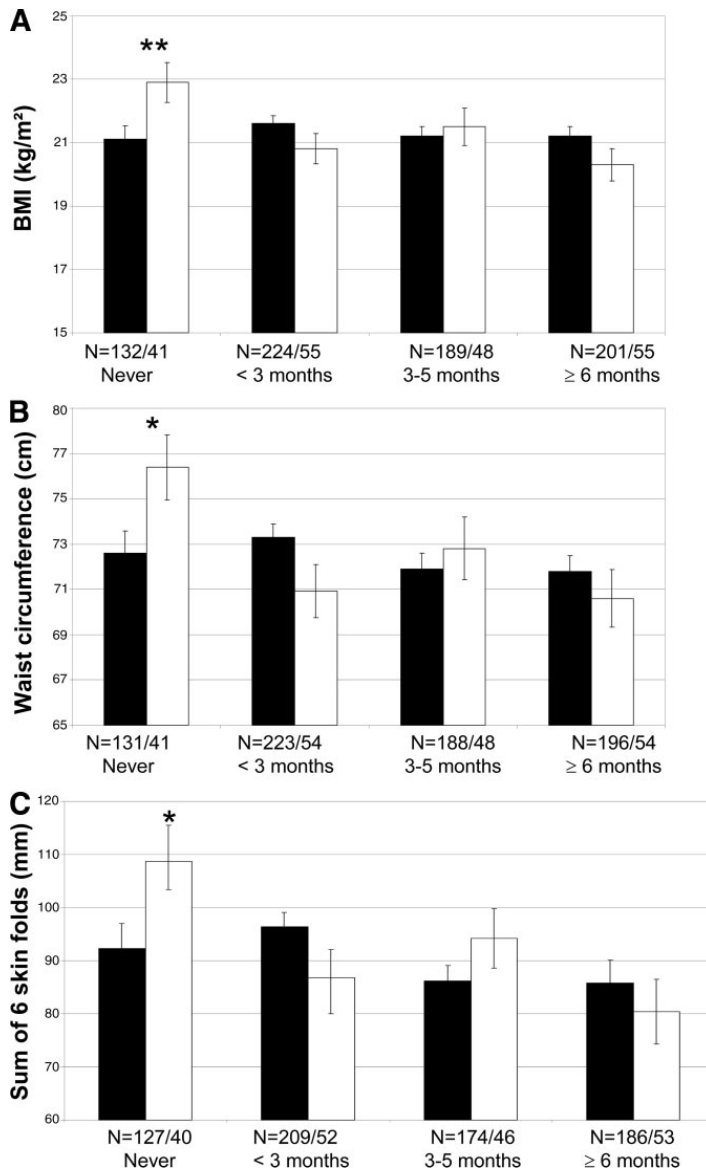 A
BMI (kg/m²)
25
23
21
19
17
15
**
N=132/41 N=224/55 N=189/48 N=201/55
Never < 3 months 3-5 months ≥ 6 months
B
Waist circumference (cm)
80
77
75
73
71
69
67
65
*
N=131/41 N=223/54 N=188/48 N=196/54
Never < 3 months 3-5 months ≥ 6 months
C
Sum of 6 skin folds (mm)
120
110
100
90
80
70
60
*
N=127/40 N=209/52 N=174/46 N=186/53
Never < 3 months 3-5 months ≥ 6 months